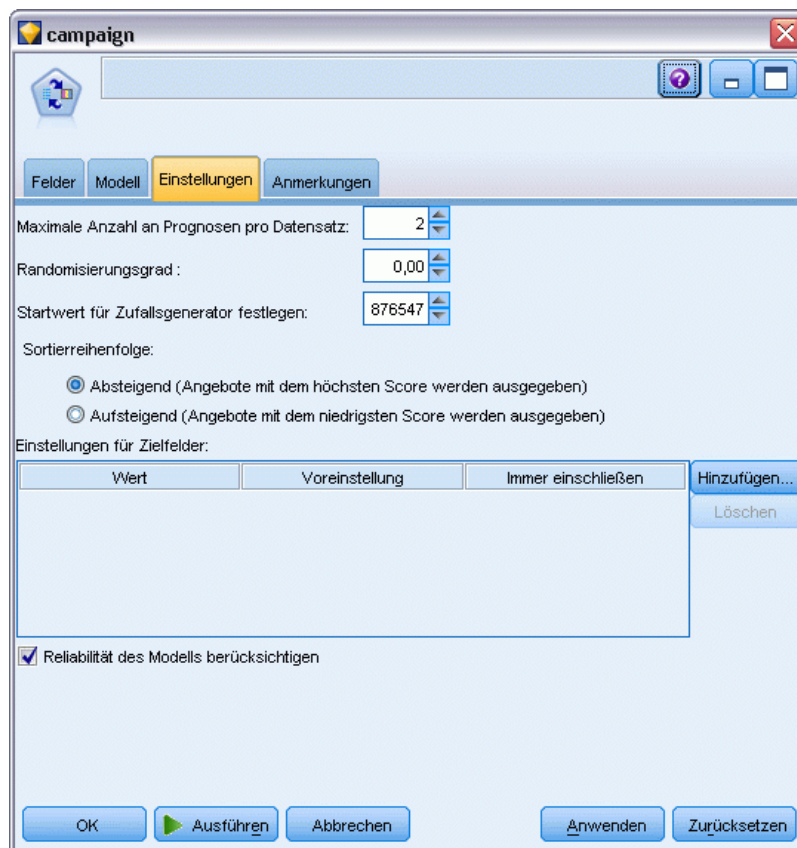 campaign
Felder Modell Einstellungen Anmerkungen
Maximale Anzahl an Prognosen pro Datensatz: 2
Randomisierungsgrad : 0,00
Startwert für Zufallsgenerator festlegen: 876547
Sortierreihenfolge:
Absteigend (Angebote mit dem höchsten Score werden ausgegeben)
Aufsteigend (Angebote mit dem niedrigsten Score werden ausgegeben)
Einstellungen für Zielfelder:
Wert Voreinstellung Immer einschließen Hinzufügen...
Löschen
Reliabilität des Modells berücksichtigen
OK Ausführen Abbrechen Anwenden Zurücksetzen